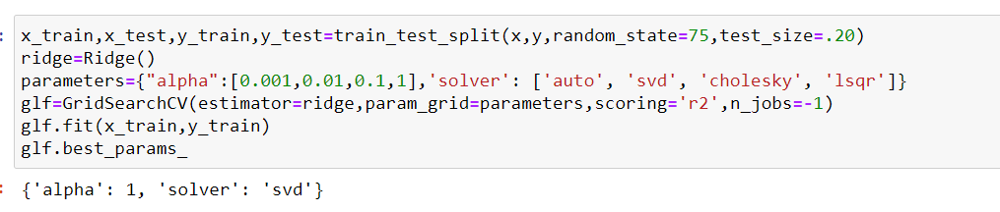 x_train,x_test,y_train,y_test=train_test_split(x,y,random_state=75,test_size=.20)
ridge=Ridge()
parameters={"alpha":[0.001,0.01,0.1,1],'solver': ['auto', 'svd', 'cholesky', 'lsqr']}
glf=GridSearchCV(estimator=ridge,param_grid=parameters,scoring='r2',n_jobs=-1)
glf.fit(x_train,y_train)
glf.best_params_
{'alpha': 1, 'solver': 'svd'}